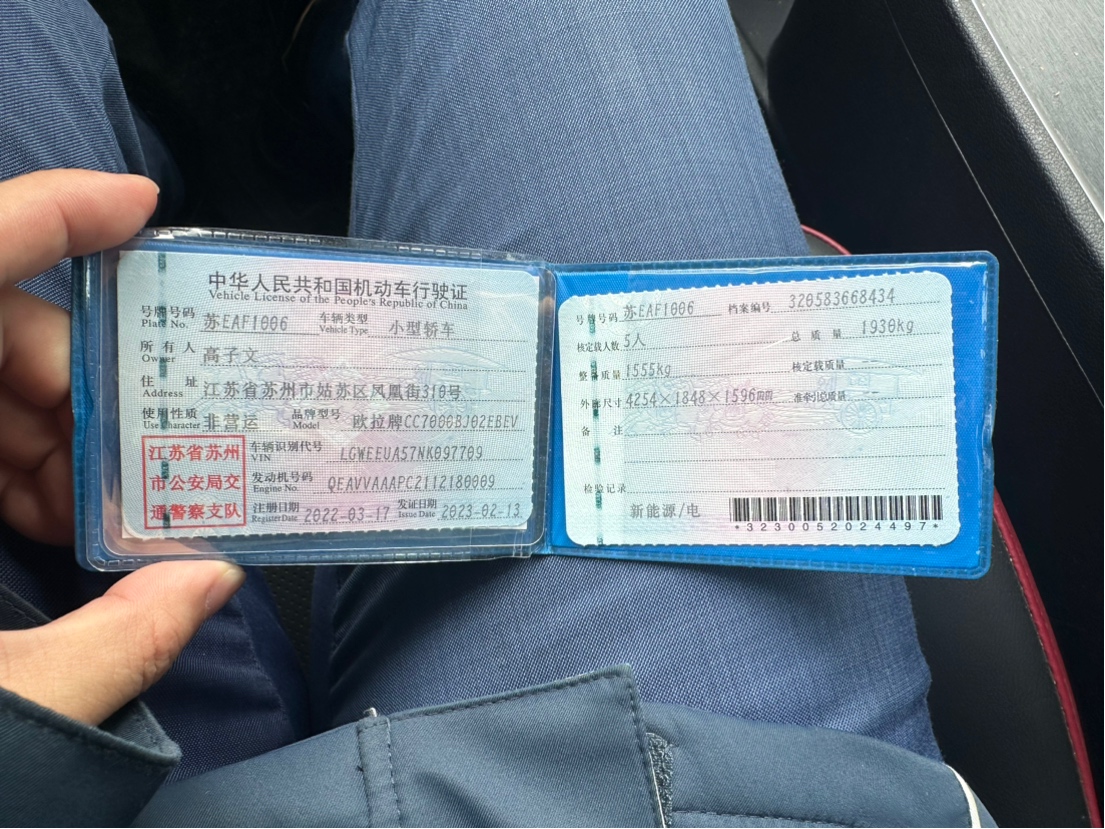 中华人民共和国机动车行驶证
Vehicle License of the People's Republic of China
号牌号码 苏EAF1006 车辆类型 小型轿车
Plate No. Vehicle Type
所有人 高子文
Owner
住址 江苏省苏州市姑苏区凤凰街310号
Address
使用性质 非营运 品牌型号 欧拉牌CC7000BJ02EBEV
Use Character Model
江苏省苏州
市公安局交
通警察支队
车辆识别代号 LGWEEUA57NK097709
VIN
发动机号码 QEAVVAAAPC2112180009
Engine No.
注册日期 2022-03-17 发证日期 2023-02-13
Register Date Issue Date
号牌号码 苏EAF1006 档案编号 320583668434
核定载人数 5人 总质量 1930kg
整备质量 1555kg 核定载质量
外廓尺寸 4254×1848×1596mm 准牵引总质量
备注
检验记录
新能源/电
*3230052024497*